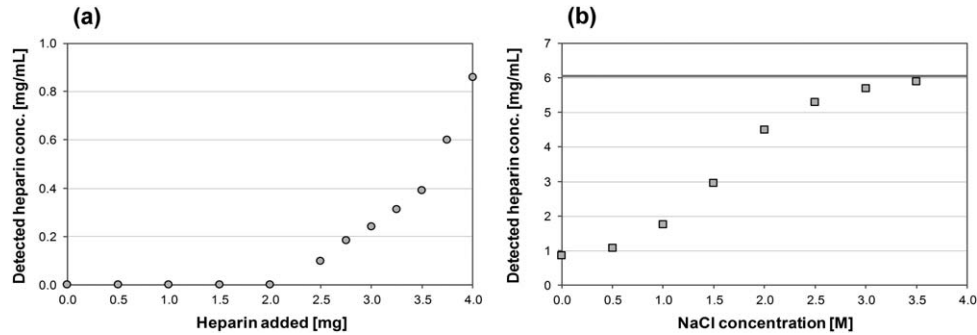 (a)
Detected heparin conc. [mg/mL]
1.0
0.8
0.6
0.4
0.2
0.0
0.0 0.5 1.0 1.5 2.0 2.5 3.0 3.5 4.0
Heparin added [mg]
(b)
Detected heparin conc. [mg/mL]
7
6
5
4
3
2
1
0
0.0 0.5 1.0 1.5 2.0 2.5 3.0 3.5 4.0
NaCl concentration [M]